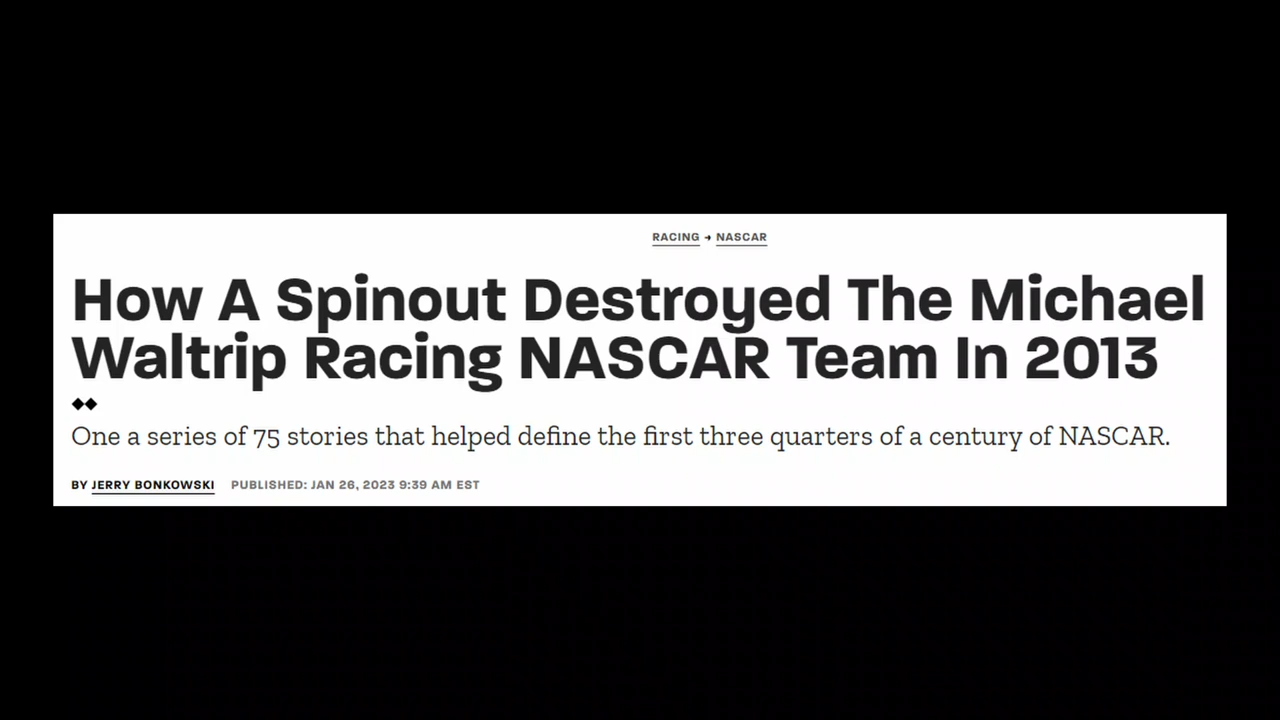 RACING → NASCAR
How A Spinout Destroyed The Michael
Waltrip Racing NASCAR Team In 2013
One a series of 75 stories that helped define the first three quarters of a century of NASCAR.
BY JERRY BONKOWSKI PUBLISHED: JAN 26, 2023 9:39 AM EST